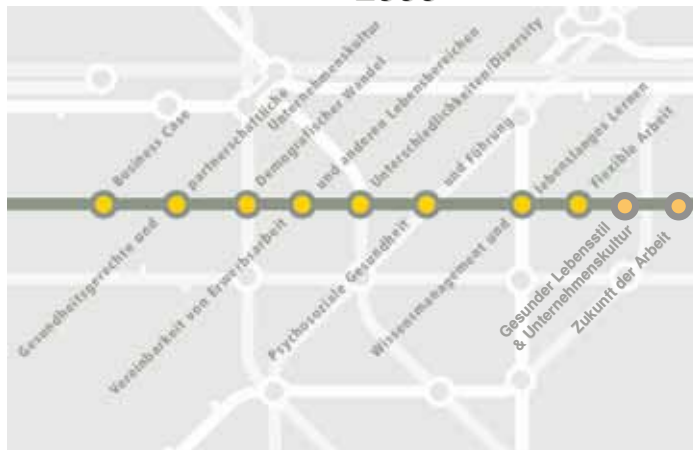 Business Case
Gesundheitsgerechte und
partnerschaftliche
Unternehmenskultur
Demografischer Wandel
Vereinbarkeit von Erwerbsarbeit
und anderen Lebensbereichen
Unterschiedlichkeiten/Diversity
Psychosoziale Gesundheit
und Führung
Wissensmanagement und
lebenslanges Lernen
flexible Arbeit
Gesunder Lebensstil
& Unternehmenskultur
Zukunft der Arbeit